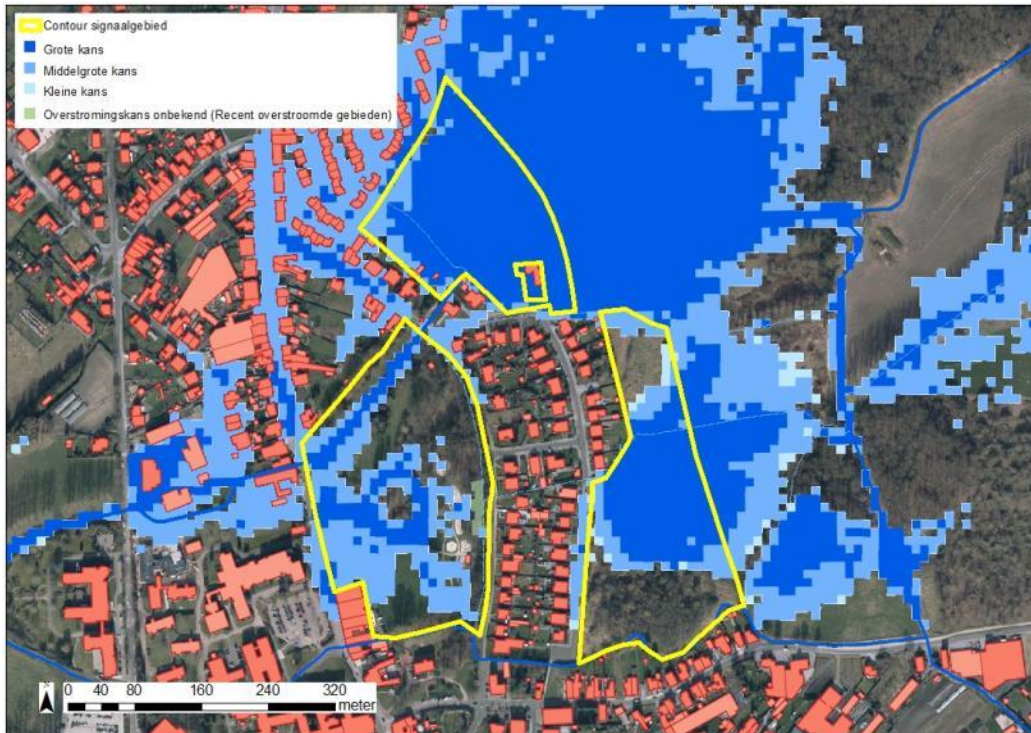 Contour signaalgebied
Grote kans
Middelgrote kans
Kleine kans
Overstromingskans onbekend (Recent overstroomde gebieden)
N
0 40 80 160 240 320
meter